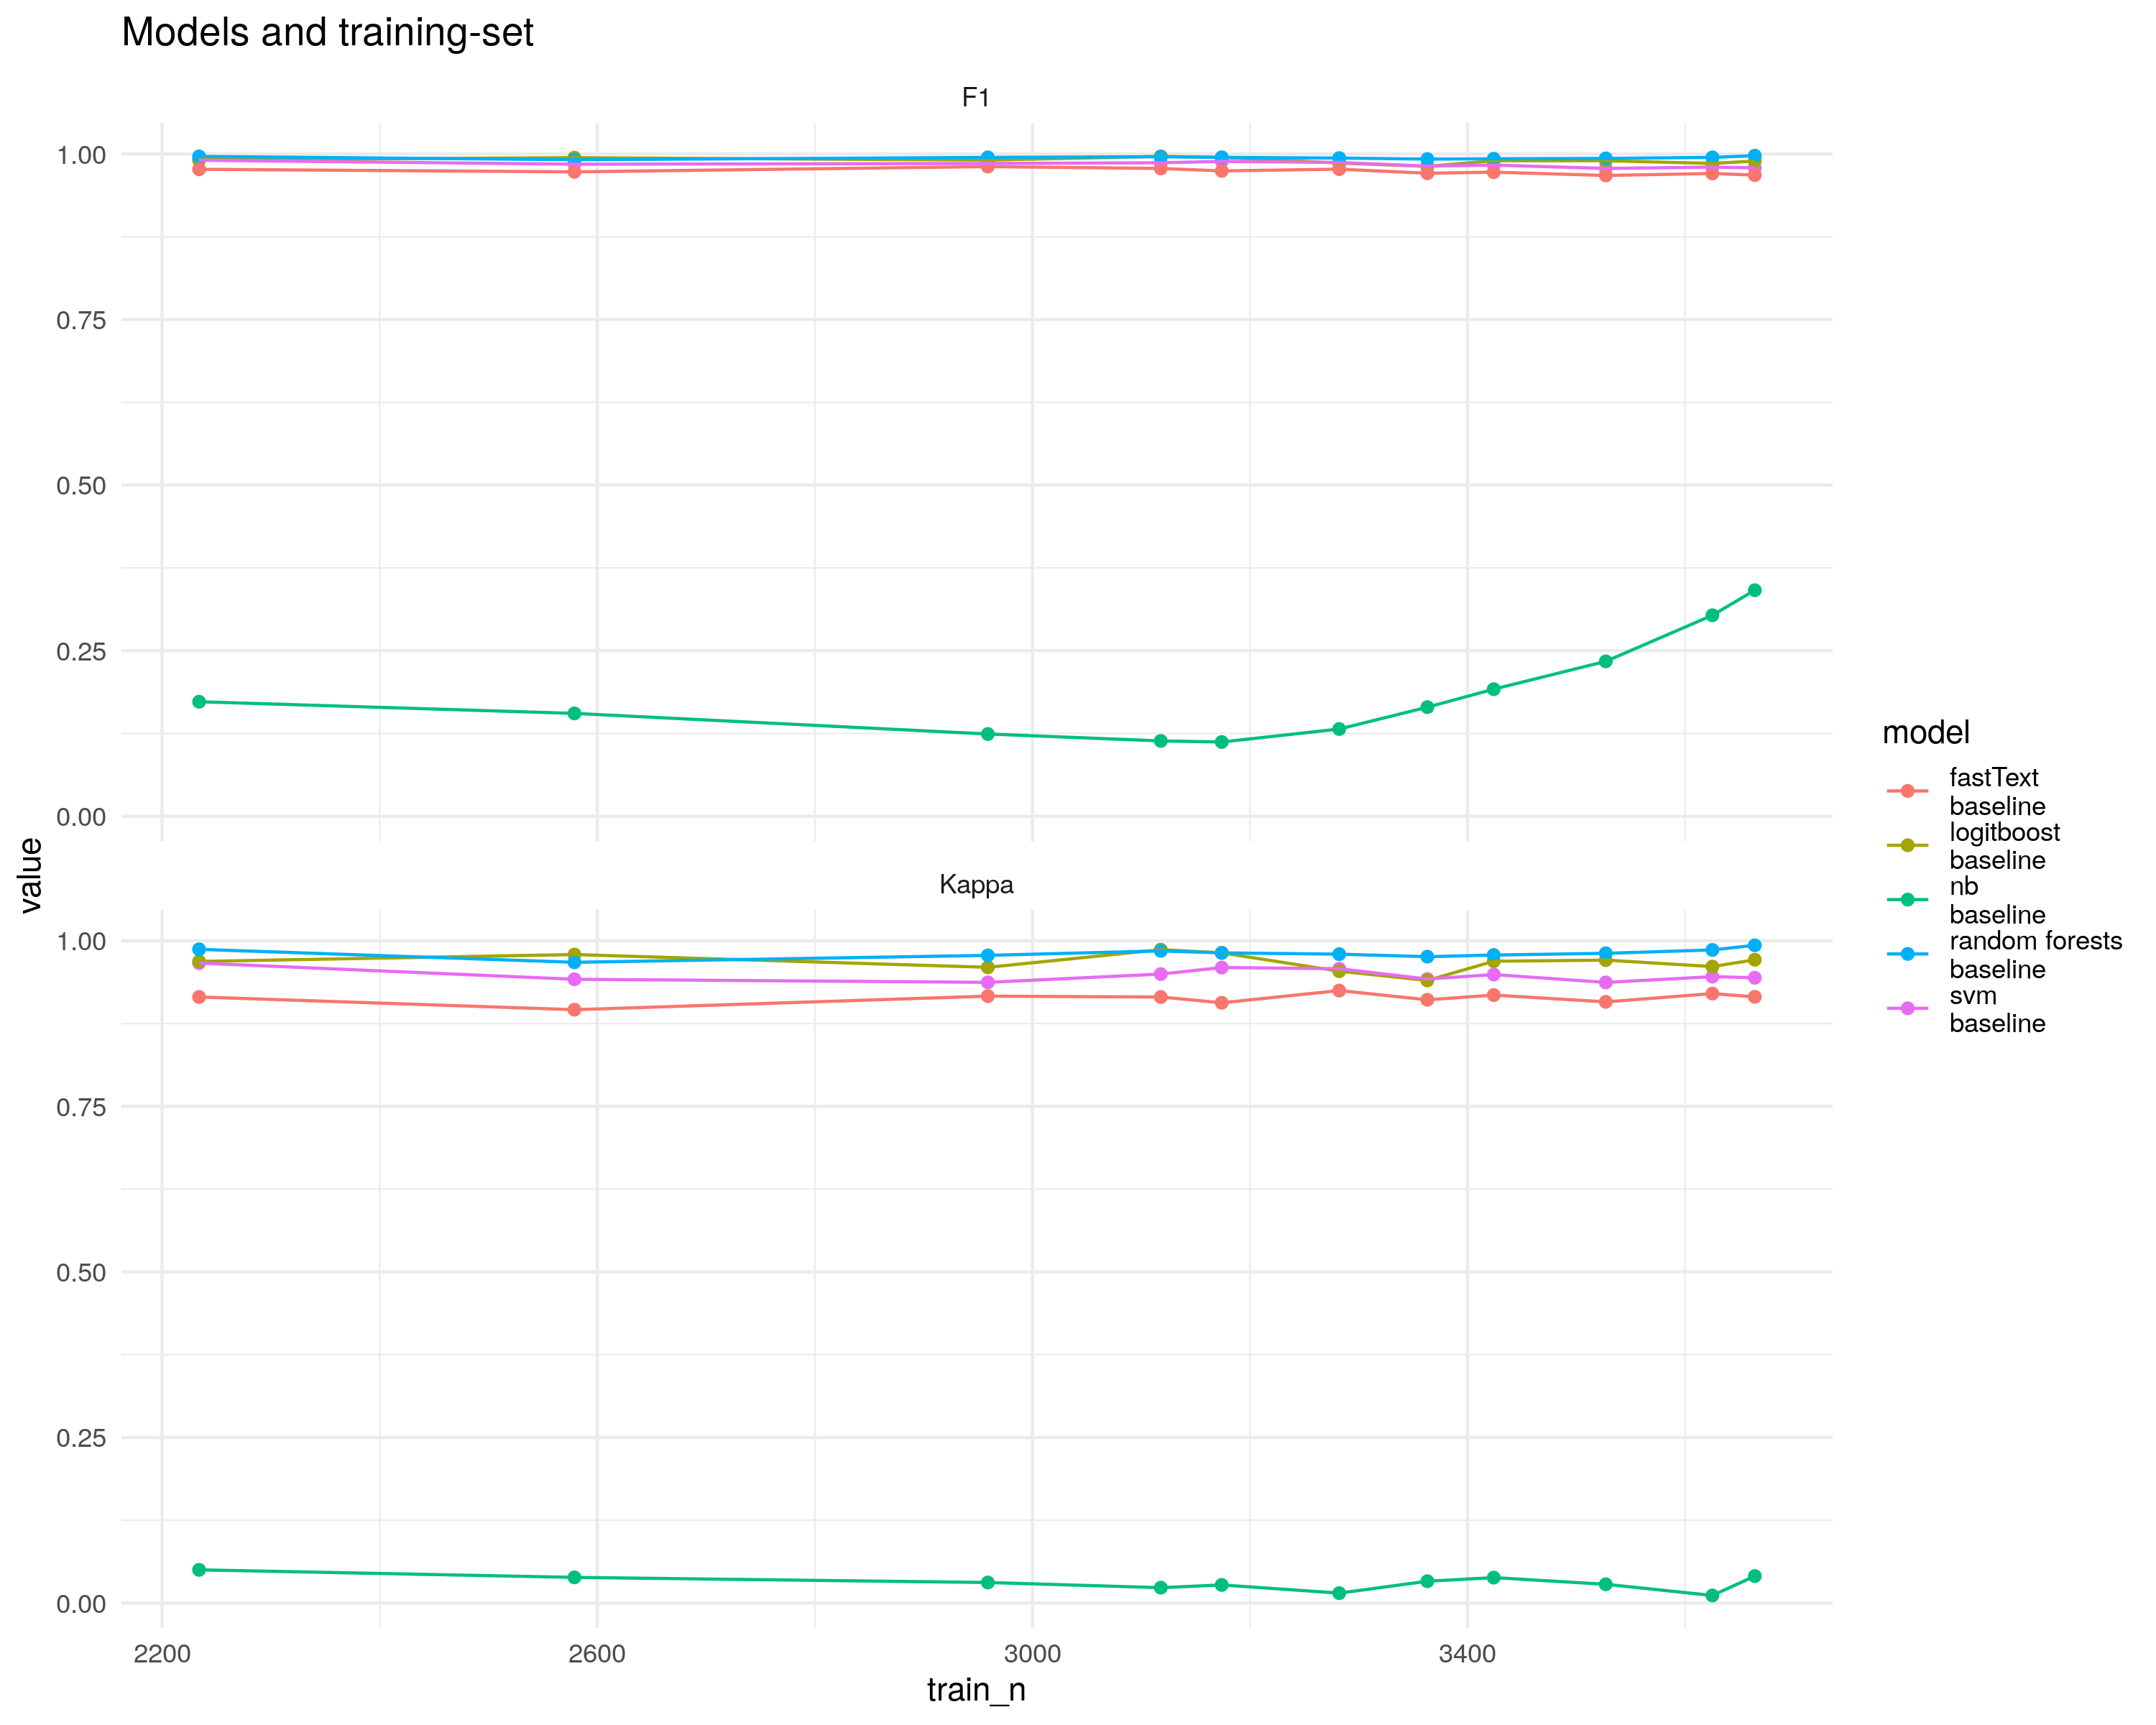 Models and training-set
F1
1.00
0.75
0.50
0.25
0.00
Kappa
1.00
0.75
0.50
0.25
0.00
2200 2600 3000 3400
train_n
value
model
fastText
baseline
logitboost
baseline
nb
baseline
random forests
baseline
svm
baseline